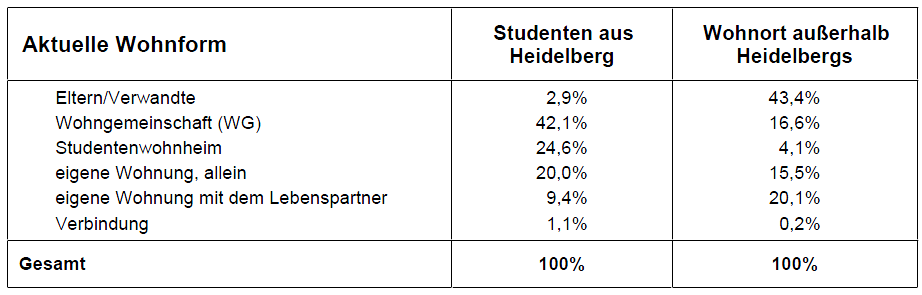 Aktuelle Wohnform Studenten aus Heidelberg Wohnort außerhalb Heidelbergs
Eltern/Verwandte 2,9% 43,4%
Wohngemeinschaft (WG) 42,1% 16,6%
Studentenwohnheim 24,6% 4,1%
eigene Wohnung, allein 20,0% 15,5%
eigene Wohnung mit dem Lebenspartner 9,4% 20,1%
Verbindung 1,1% 0,2%
Gesamt 100% 100%